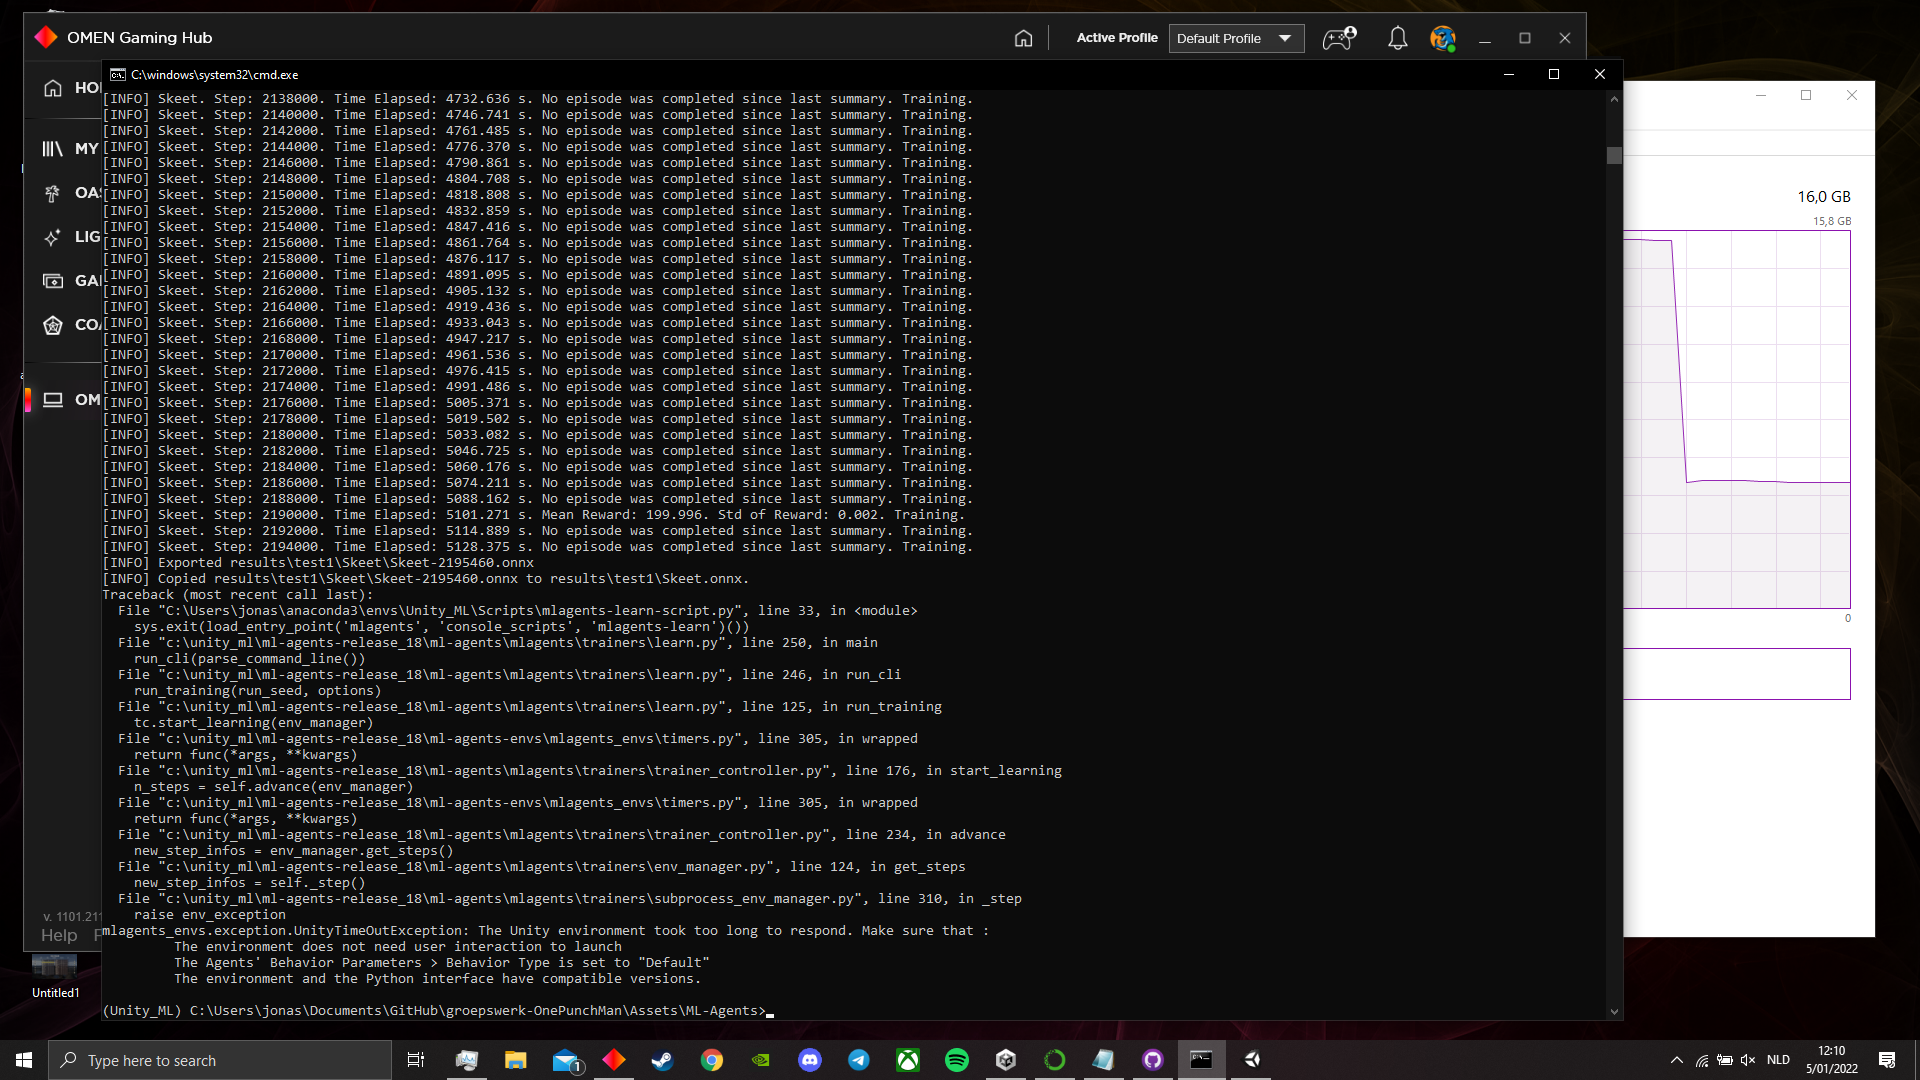 OMEN Gaming Hub
Active Profile
Default Profile
C:\windows\system32\cmd.exe
HO
MY
OAS
LIG
GAI
CO
OM
[INFO] Skeet. Step: 2138000. Time Elapsed: 4732.636 s. No episode was completed since last summary. Training.
[INFO] Skeet. Step: 2140000. Time Elapsed: 4746.741 s. No episode was completed since last summary. Training.
[INFO] Skeet. Step: 2142000. Time Elapsed: 4761.485 s. No episode was completed since last summary. Training.
[INFO] Skeet. Step: 2144000. Time Elapsed: 4776.370 s. No episode was completed since last summary. Training.
[INFO] Skeet. Step: 2146000. Time Elapsed: 4790.861 s. No episode was completed since last summary. Training.
[INFO] Skeet. Step: 2148000. Time Elapsed: 4804.708 s. No episode was completed since last summary. Training.
[INFO] Skeet. Step: 2150000. Time Elapsed: 4818.808 s. No episode was completed since last summary. Training.
[INFO] Skeet. Step: 2152000. Time Elapsed: 4832.859 s. No episode was completed since last summary. Training.
[INFO] Skeet. Step: 2154000. Time Elapsed: 4847.416 s. No episode was completed since last summary. Training.
[INFO] Skeet. Step: 2156000. Time Elapsed: 4861.764 s. No episode was completed since last summary. Training.
[INFO] Skeet. Step: 2158000. Time Elapsed: 4876.117 s. No episode was completed since last summary. Training.
[INFO] Skeet. Step: 2160000. Time Elapsed: 4891.095 s. No episode was completed since last summary. Training.
[INFO] Skeet. Step: 2162000. Time Elapsed: 4905.132 s. No episode was completed since last summary. Training.
[INFO] Skeet. Step: 2164000. Time Elapsed: 4919.436 s. No episode was completed since last summary. Training.
[INFO] Skeet. Step: 2166000. Time Elapsed: 4933.043 s. No episode was completed since last summary. Training.
[INFO] Skeet. Step: 2168000. Time Elapsed: 4947.217 s. No episode was completed since last summary. Training.
[INFO] Skeet. Step: 2170000. Time Elapsed: 4961.536 s. No episode was completed since last summary. Training.
[INFO] Skeet. Step: 2172000. Time Elapsed: 4976.415 s. No episode was completed since last summary. Training.
[INFO] Skeet. Step: 2174000. Time Elapsed: 4991.486 s. No episode was completed since last summary. Training.
[INFO] Skeet. Step: 2176000. Time Elapsed: 5005.371 s. No episode was completed since last summary. Training.
[INFO] Skeet. Step: 2178000. Time Elapsed: 5019.502 s. No episode was completed since last summary. Training.
[INFO] Skeet. Step: 2180000. Time Elapsed: 5033.082 s. No episode was completed since last summary. Training.
[INFO] Skeet. Step: 2182000. Time Elapsed: 5046.725 s. No episode was completed since last summary. Training.
[INFO] Skeet. Step: 2184000. Time Elapsed: 5060.176 s. No episode was completed since last summary. Training.
[INFO] Skeet. Step: 2186000. Time Elapsed: 5074.211 s. No episode was completed since last summary. Training.
[INFO] Skeet. Step: 2188000. Time Elapsed: 5088.162 s. No episode was completed since last summary. Training.
[INFO] Skeet. Step: 2190000. Time Elapsed: 5101.271 s. Mean Reward: 199.996. Std of Reward: 0.002. Training.
[INFO] Skeet. Step: 2192000. Time Elapsed: 5114.889 s. No episode was completed since last summary. Training.
[INFO] Skeet. Step: 2194000. Time Elapsed: 5128.375 s. No episode was completed since last summary. Training.
[INFO] Exported results\test1\Skeet\Skeet-2195460.onnx
[INFO] Copied results\test1\Skeet\Skeet-2195460.onnx to results\test1\Skeet.onnx.
Traceback (most recent call last):
File "C:\Users\jonas\anaconda3\envs\Unity_ML\Scripts\mlagents-learn-script.py", line 33, in <module>
sys.exit(load_entry_point('mlagents', 'console_scripts', 'mlagents-learn')())
File "c:\unity_ml\ml-agents-release_18\ml-agents\mlagents\trainers\learn.py", line 250, in main
run_cli(parse_command_line())
File "c:\unity_ml\ml-agents-release_18\ml-agents\mlagents\trainers\learn.py", line 246, in run_cli
run_training(run_seed, options)
File "c:\unity_ml\ml-agents-release_18\ml-agents\mlagents\trainers\learn.py", line 125, in run_training
tc.start_learning(env_manager)
File "c:\unity_ml\ml-agents-release_18\ml-agents-envs\mlagents_envs\timers.py", line 305, in wrapped
return func(*args, **kwargs)
File "c:\unity_ml\ml-agents-release_18\ml-agents\mlagents\trainers\trainer_controller.py", line 176, in start_learning
n_steps = self.advance(env_manager)
File "c:\unity_ml\ml-agents-release_18\ml-agents-envs\mlagents_envs\timers.py", line 305, in wrapped
return func(*args, **kwargs)
File "c:\unity_ml\ml-agents-release_18\ml-agents\mlagents\trainers\trainer_controller.py", line 234, in advance
new_step_infos = env_manager.get_steps()
File "c:\unity_ml\ml-agents-release_18\ml-agents\mlagents\trainers\env_manager.py", line 124, in get_steps
new_step_infos = self._step()
File "c:\unity_ml\ml-agents-release_18\ml-agents\mlagents\trainers\subprocess_env_manager.py", line 310, in _step
raise env_exception
mlagents_envs.exception.UnityTimeOutException: The Unity environment took too long to respond. Make sure that :
The environment does not need user interaction to launch
The Agents' Behavior Parameters > Behavior Type is set to "Default"
The environment and the Python interface have compatible versions.
(Unity_ML) C:\Users\jonas\Documents\GitHub\groepswerk-OnePunchMan\Assets\ML-Agents>
v. 1101.211
Help
16,0 GB
15,8 GB
0
Untitled1
Type here to search
1
NLD
12:10
5/01/2022